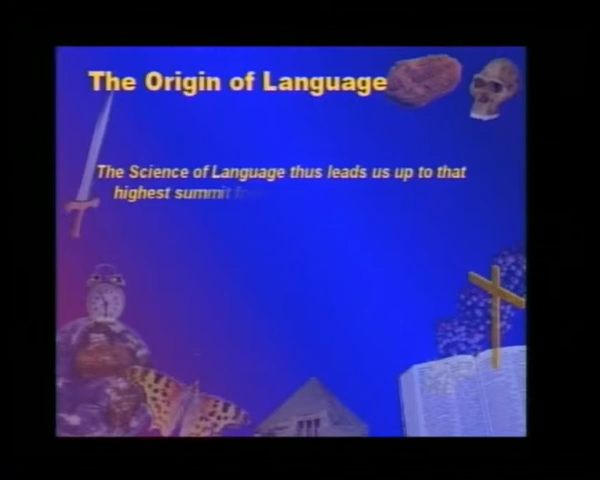 The Origin of Language
The Science of Language thus leads us up to that
highest summit